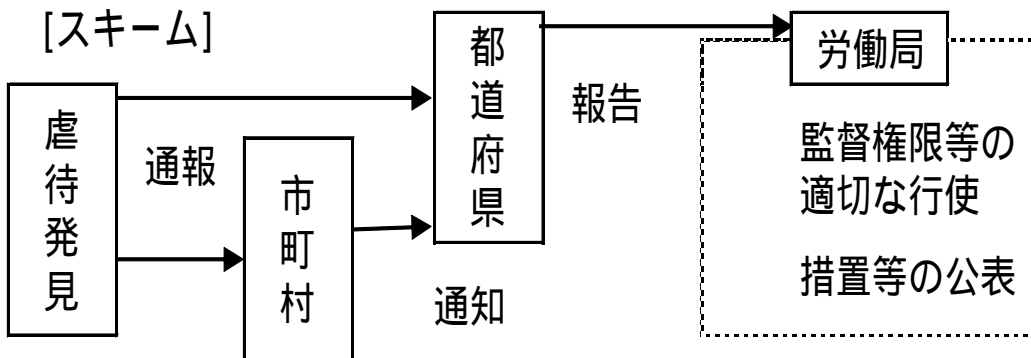 [スキーム]
虐待発見
通報
市町村
通知
都道府県
報告
労働局
監督権限等の
適切な行使
措置等の公表